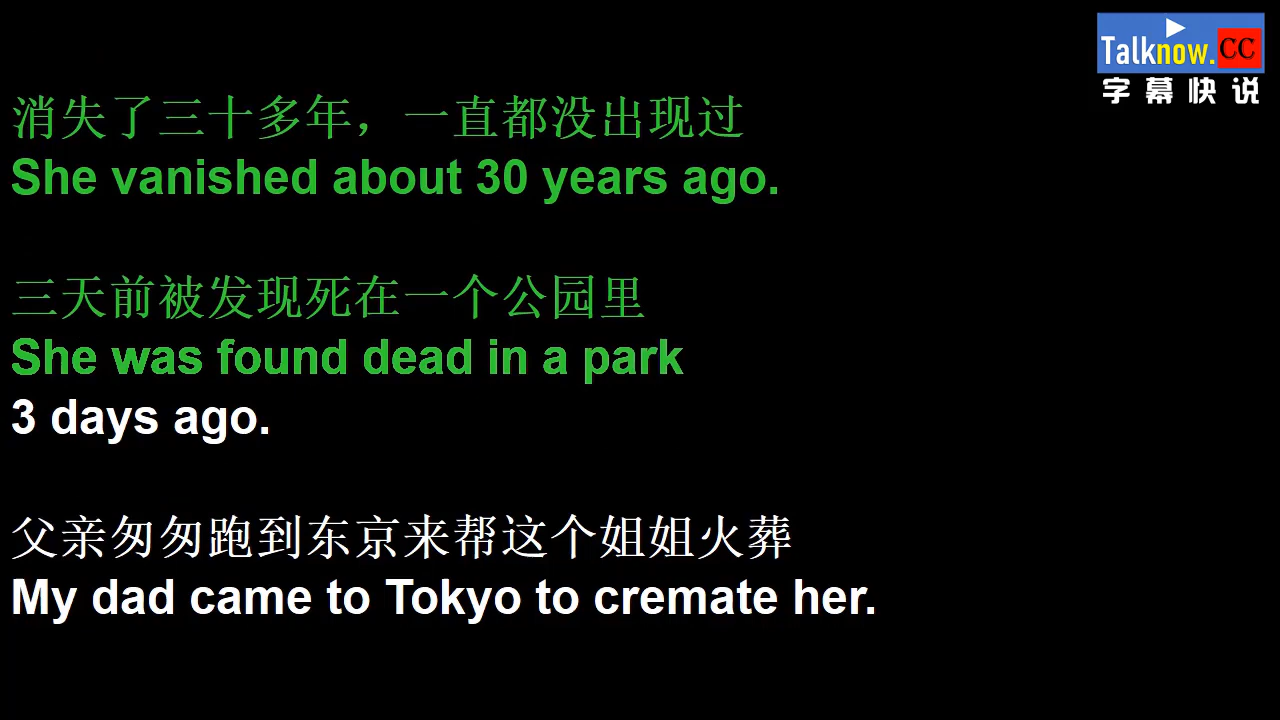 Talknow.CC
字幕快说
消失了三十多年，一直都没出现过
She vanished about 30 years ago.
三天前被发现死在一个公园里
She was found dead in a park
3 days ago.
父亲匆匆跑到东京来帮这个姐姐火葬
My dad came to Tokyo to cremate her.